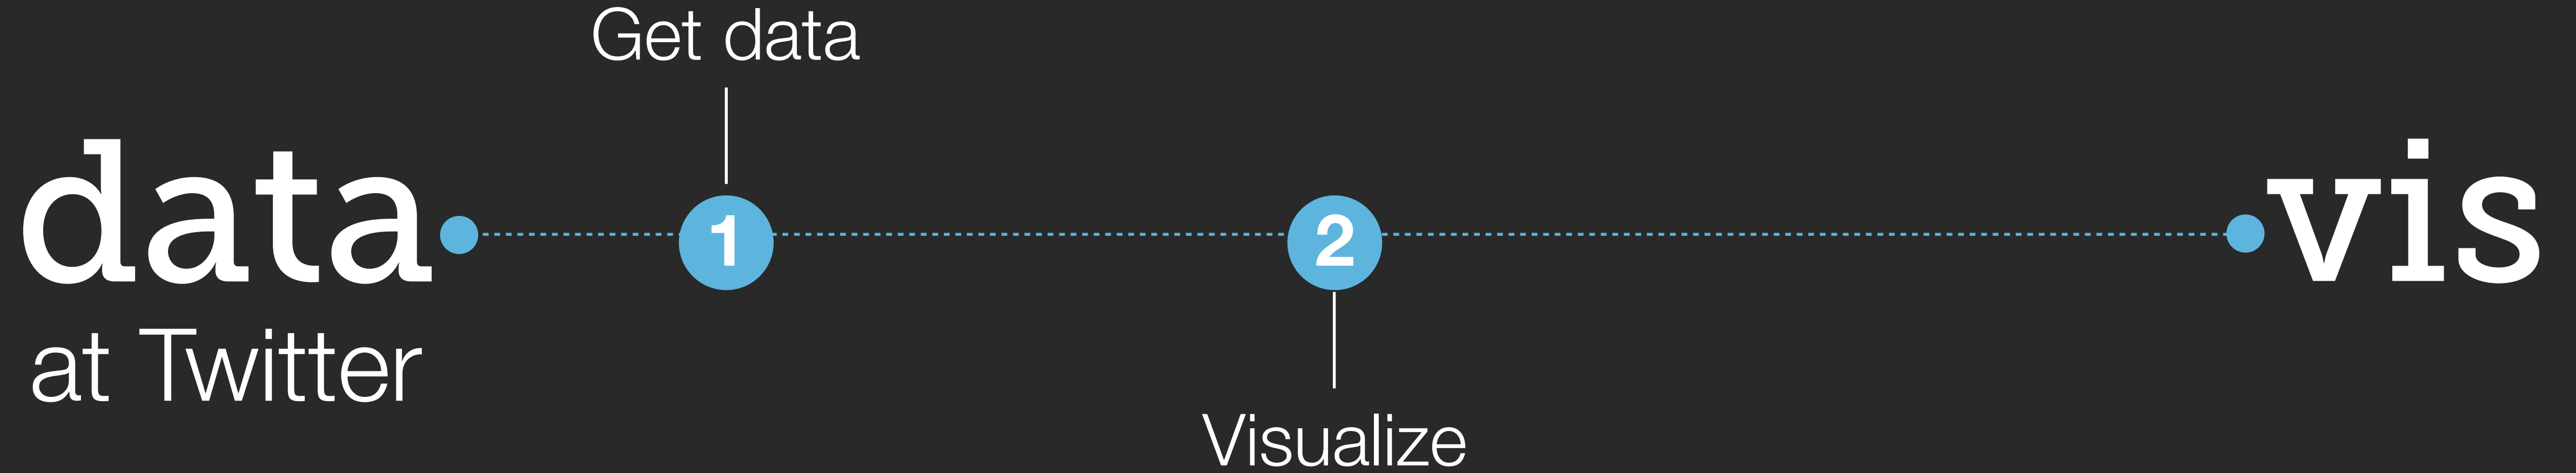 Get data
data
1
2
vis
at Twitter
Visualize